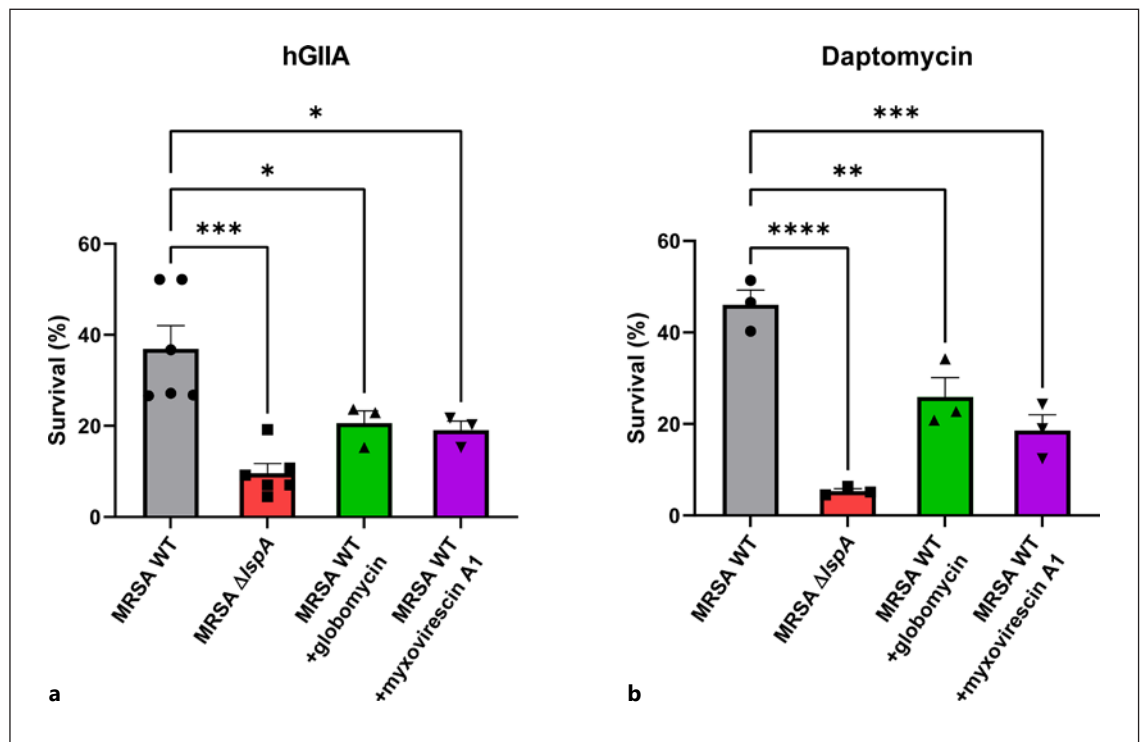 hGIIA
*
*
***
Survival (%)
60
40
20
0
MRSA WT
MRSA ΔlspA
MRSA WT
+globomycin
MRSA WT
+myxovirescin A1
a
Daptomycin
***
**
****
Survival (%)
60
40
20
0
MRSA WT
MRSA ΔlspA
MRSA WT
+globomycin
MRSA WT
+myxovirescin A1
b